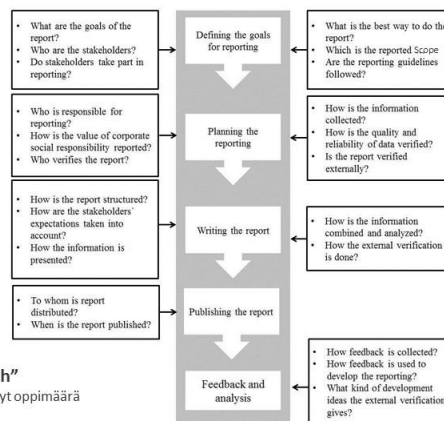 • What are the goals of the
report?
• Who are the stakeholders?
• Do stakeholders take part in
reporting?
Defining the goals
for reporting
• What is the best way to do the
report?
• Which is the reported Scope
• Are the reporting guidelines
followed?
• Who is responsible for
reporting?
• How is the value of corporate
social responsibility reported?
• Who verifies the report?
Planning the
reporting
• How is the information
collected?
• How is the quality and
reliability of data verified?
• Is the report verified
externally?
• How is the report structured?
• How are the stakeholders´
expectations taken into
account?
• How the information is
presented?
Writing the report
• How is the information
combined and analyzed?
• How the external verification
is done?
• To whom is report
distributed?
• When is the report published?
Publishing the report
Feedback and
analysis
• How feedback is collected?
• How feedback is used to
develop the reporting?
• What kind of development
ideas the external verification
gives?
h”
yt oppimäärä